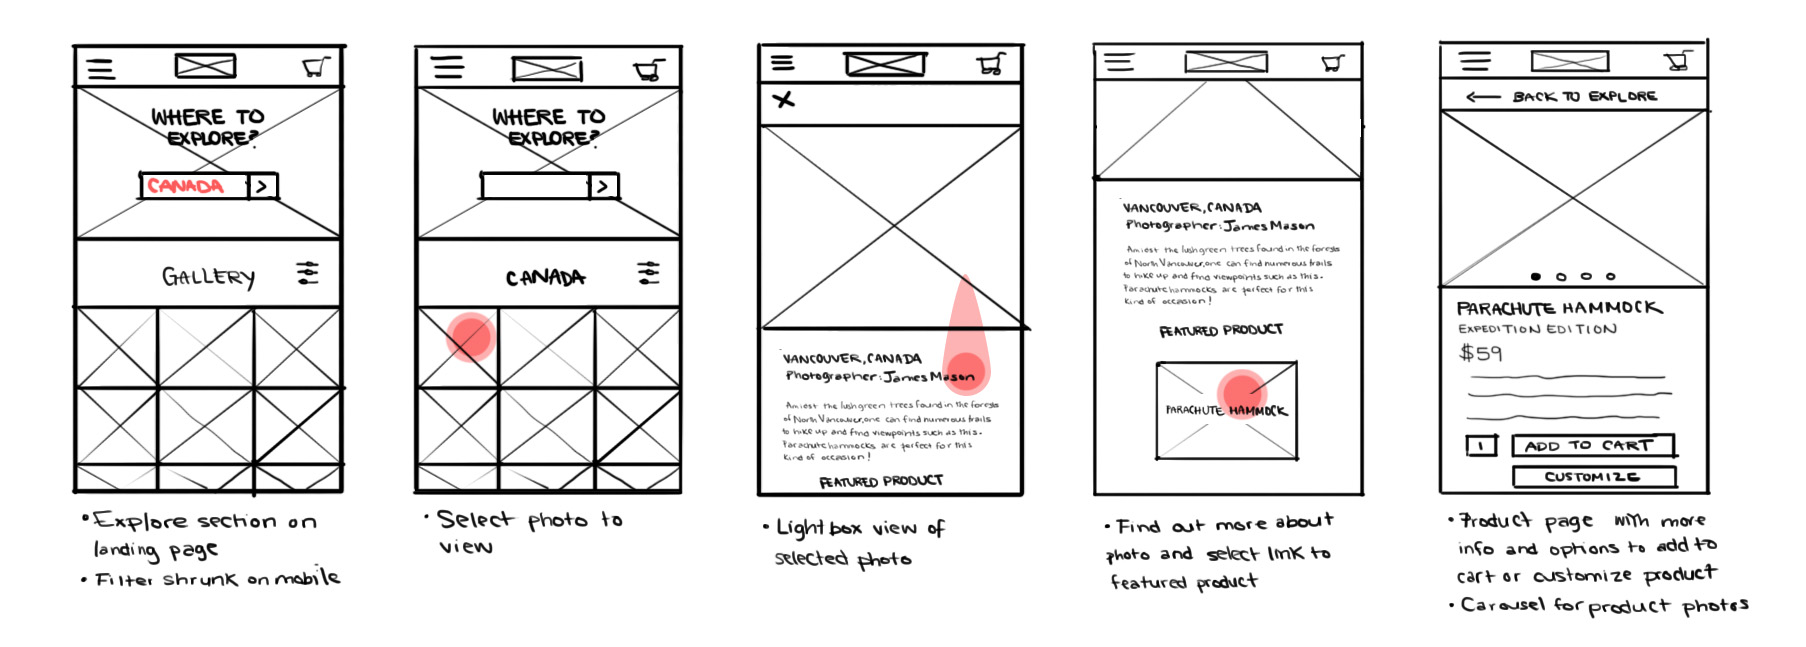 WHERE TO
EXPLORE?
CANADA >
GALLERY
• Explore section on
landing page
• Filter shrunk on mobile
WHERE TO
EXPLORE?
>
CANADA
• Select photo to
view
X
VANCOUVER, CANADA
Photographer: James Mason
Amiest the lush green trees found in the forests
of North Vancouver, one can find numerous trails
to hike up and find viewpoints such as this.
Parachute hammocks are perfect for this
kind of occasion!
FEATURED PRODUCT
• Lightbox view of
selected photo
VANCOUVER, CANADA
Photographer: James Mason
Amiest the lush green trees found in the forests
of North Vancouver, one can find numerous trails
to hike up and find viewpoints such as this.
Parachute hammocks are perfect for this
kind of occasion!
FEATURED PRODUCT
PARACHUTE HAMMOCK
• Find out more about
photo and select link to
featured product
← BACK TO EXPLORE
PARACHUTE HAMMOCK
EXPEDITION EDITION
$59
1 ADD TO CART
CUSTOMIZE
• Product page with more
info and options to add to
cart or customize product
• Carousel for product photos